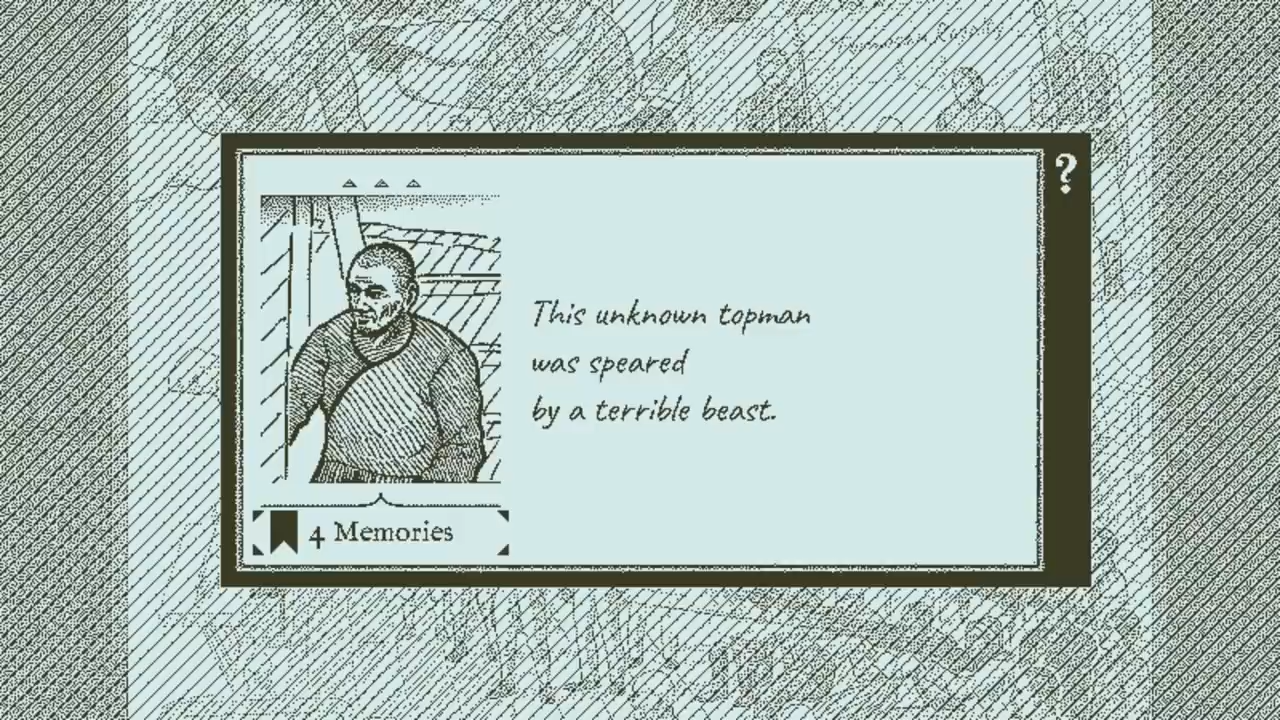 ?
This unknown topman
was speared
by a terrible beast.
4 Memories